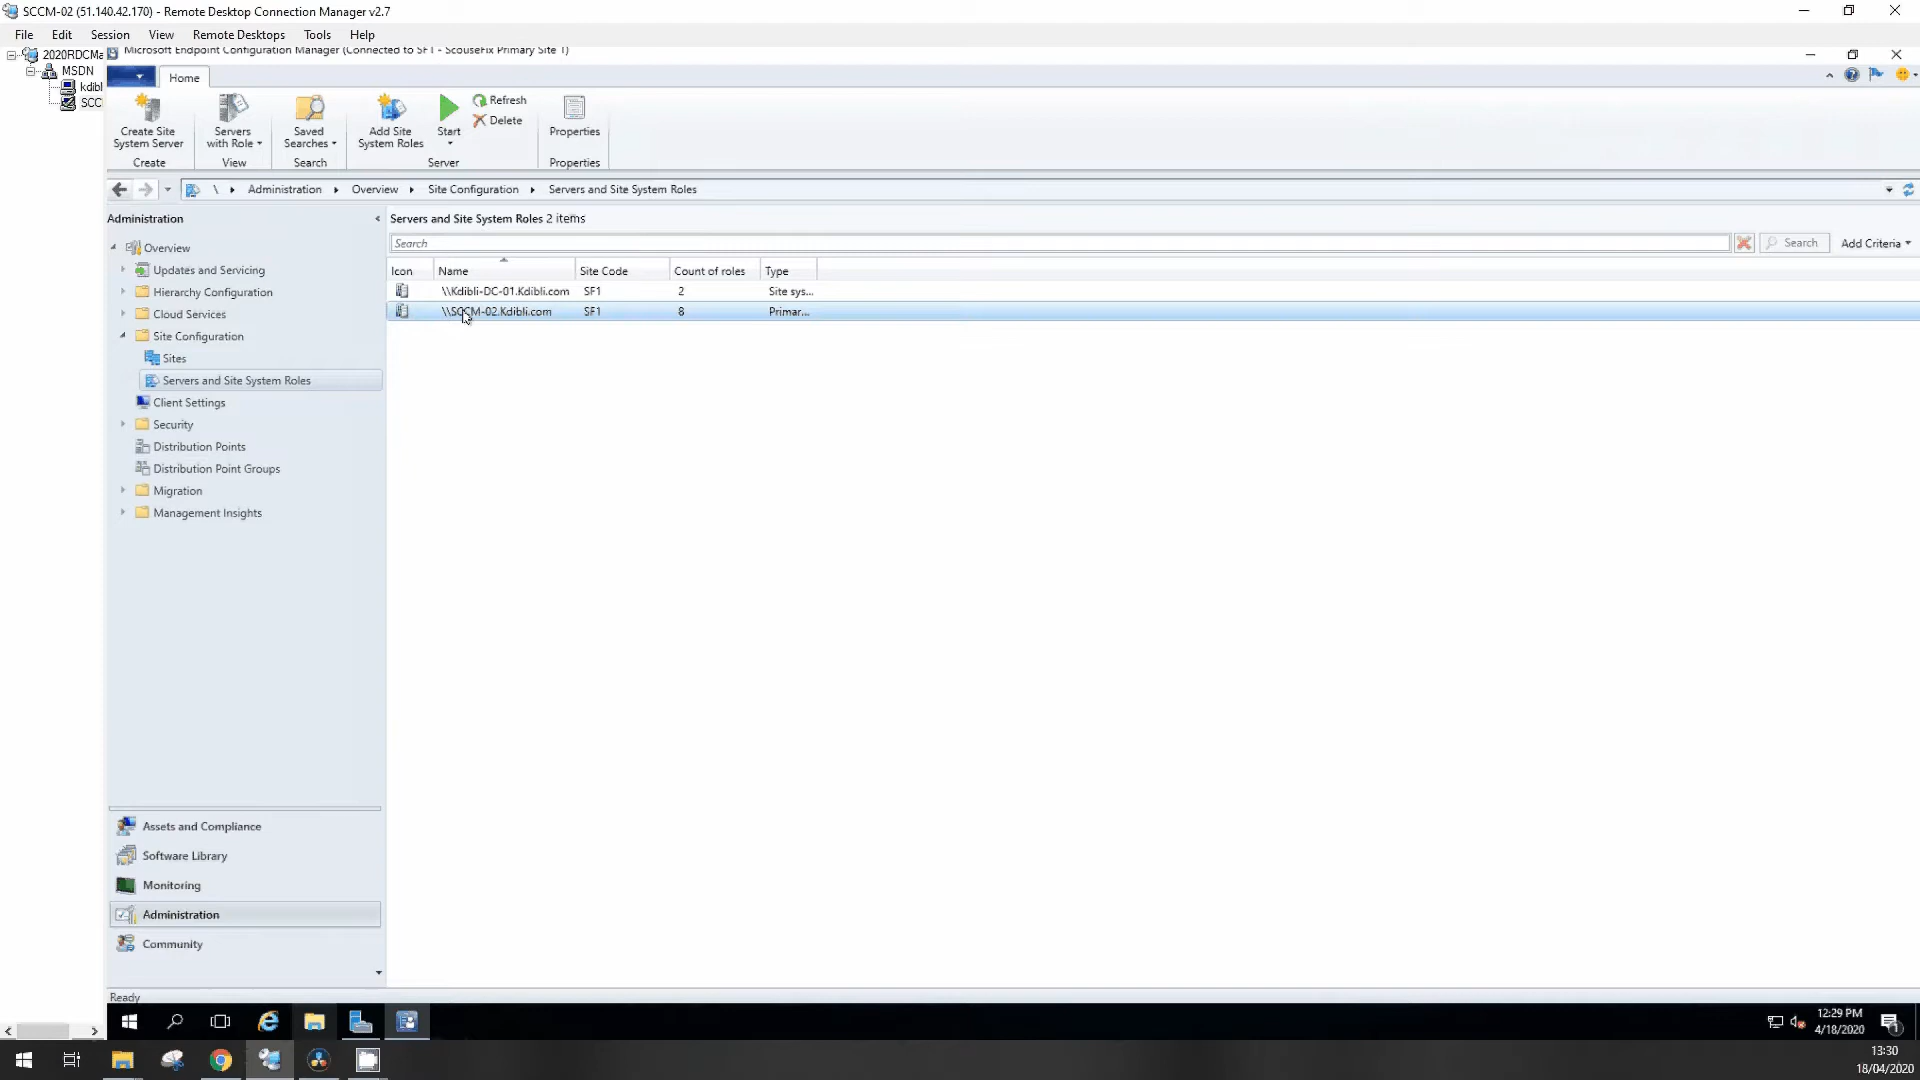 SCCM-02 (51.140.42.170) - Remote Desktop Connection Manager v2.7
File Edit Session View Remote Desktops Tools Help
2020RDCMa
MSDN
kdibl
SCC
Microsoft Endpoint Configuration Manager (Connected to SF1 - ScouseFix Primary Site 1)
Home
Create Site
System Server
Servers
with Role
Saved
Searches
Add Site
System Roles
Start
Refresh
Delete
Properties
Create View Search Server Properties
\ Administration Overview Site Configuration Servers and Site System Roles
Administration
Overview
Updates and Servicing
Hierarchy Configuration
Cloud Services
Site Configuration
Sites
Servers and Site System Roles
Client Settings
Security
Distribution Points
Distribution Point Groups
Migration
Management Insights
Assets and Compliance
Software Library
Monitoring
Administration
Community
Servers and Site System Roles 2 items
Search Search Add Criteria
Icon Name Site Code Count of roles Type
\\Kdibli-DC-01.Kdibli.com SF1 2 Site sys...
\\SCCM-02.Kdibli.com SF1 8 Primar...
Ready
12:29 PM
4/18/2020
1
13:30
18/04/2020